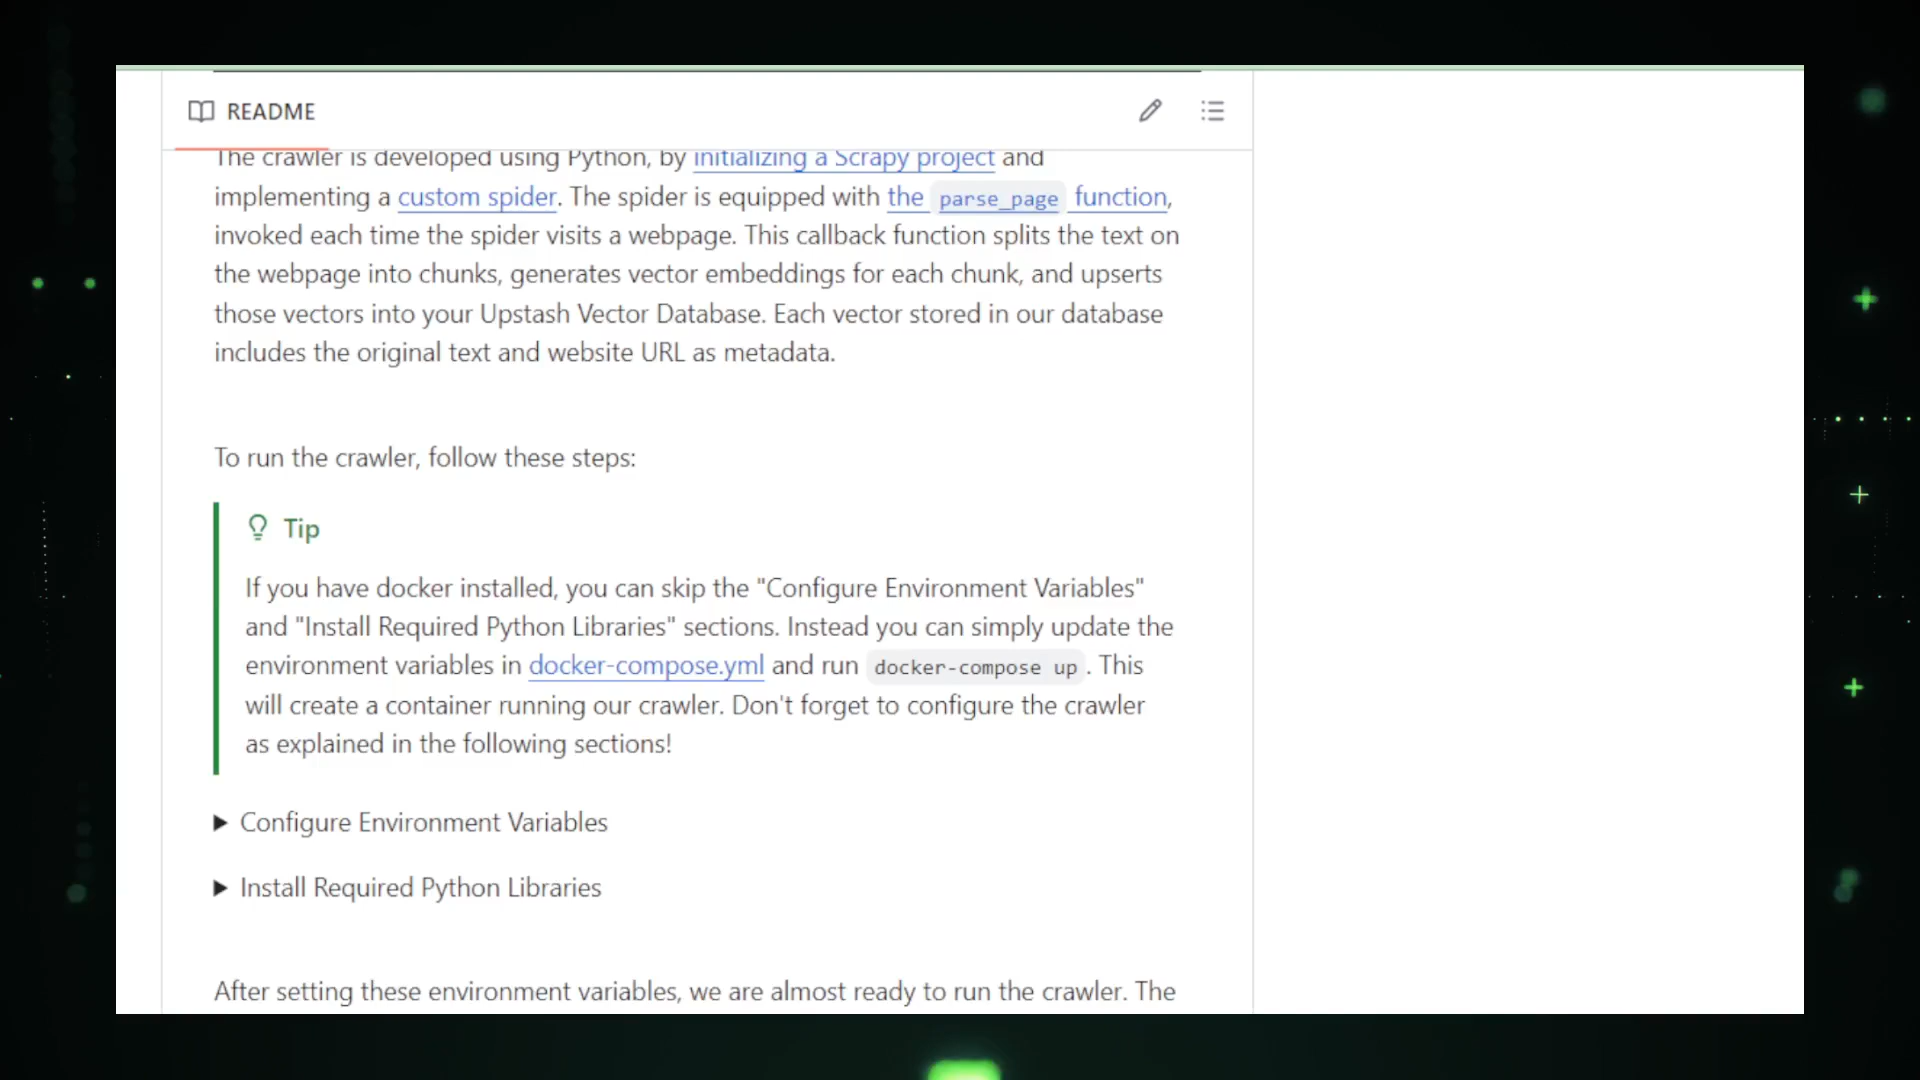 README
The crawler is developed using Python, by initializing a Scrapy project and
implementing a custom spider. The spider is equipped with the parse_page function,
invoked each time the spider visits a webpage. This callback function splits the text on
the webpage into chunks, generates vector embeddings for each chunk, and upserts
those vectors into your Upstash Vector Database. Each vector stored in our database
includes the original text and website URL as metadata.
To run the crawler, follow these steps:
Tip
If you have docker installed, you can skip the "Configure Environment Variables"
and "Install Required Python Libraries" sections. Instead you can simply update the
environment variables in docker-compose.yml and run docker-compose up. This
will create a container running our crawler. Don't forget to configure the crawler
as explained in the following sections!
Configure Environment Variables
Install Required Python Libraries
After setting these environment variables, we are almost ready to run the crawler. The